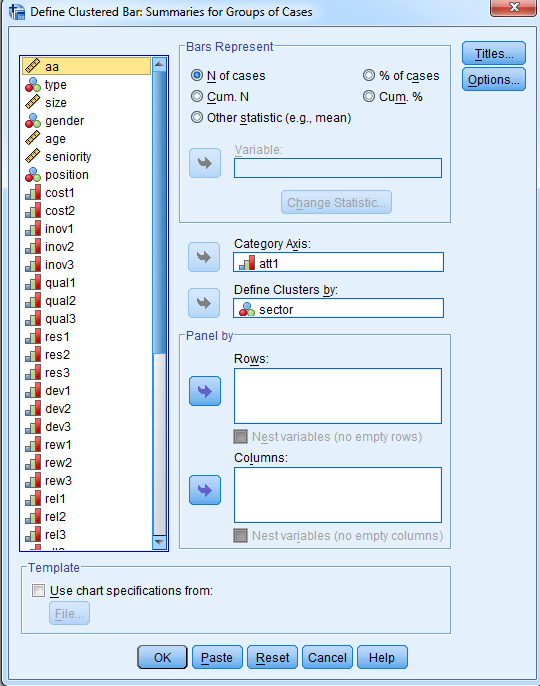 Define Clustered Bar: Summaries for Groups of Cases
aa
type
size
gender
age
seniority
position
cost1
cost2
inov1
inov2
inov3
qual1
qual2
qual3
res1
res2
res3
dev1
dev2
dev3
rew1
rew2
rew3
rel1
rel2
rel3
Bars Represent
N of cases
% of cases
Cum. N
Cum. %
Other statistic (e.g., mean)
Variable:
Change Statistic...
Category Axis:
att1
Define Clusters by:
sector
Panel by
Rows:
Nest variables (no empty rows)
Columns:
Nest variables (no empty columns)
Titles...
Options...
Template
Use chart specifications from:
File...
OK
Paste
Reset
Cancel
Help